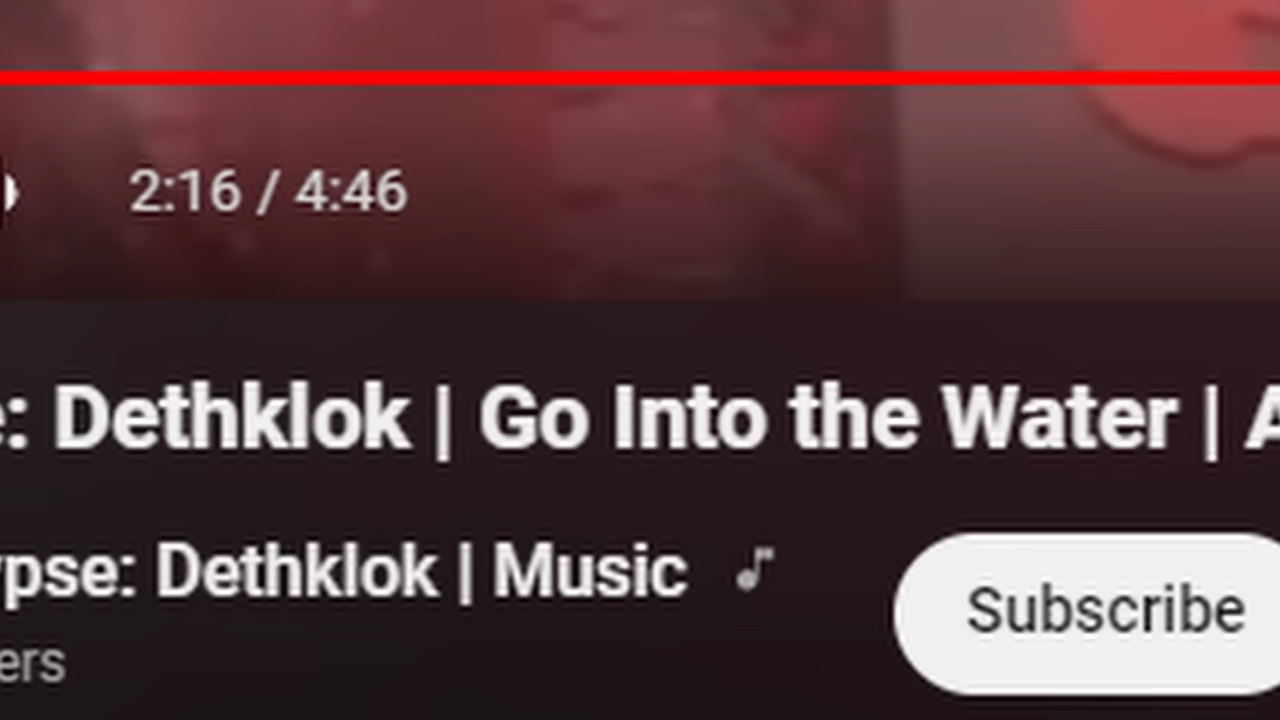 2:16 / 4:46
e: Dethklok | Go Into the Water | A
ypse: Dethklok | Music
Subscribe
ers